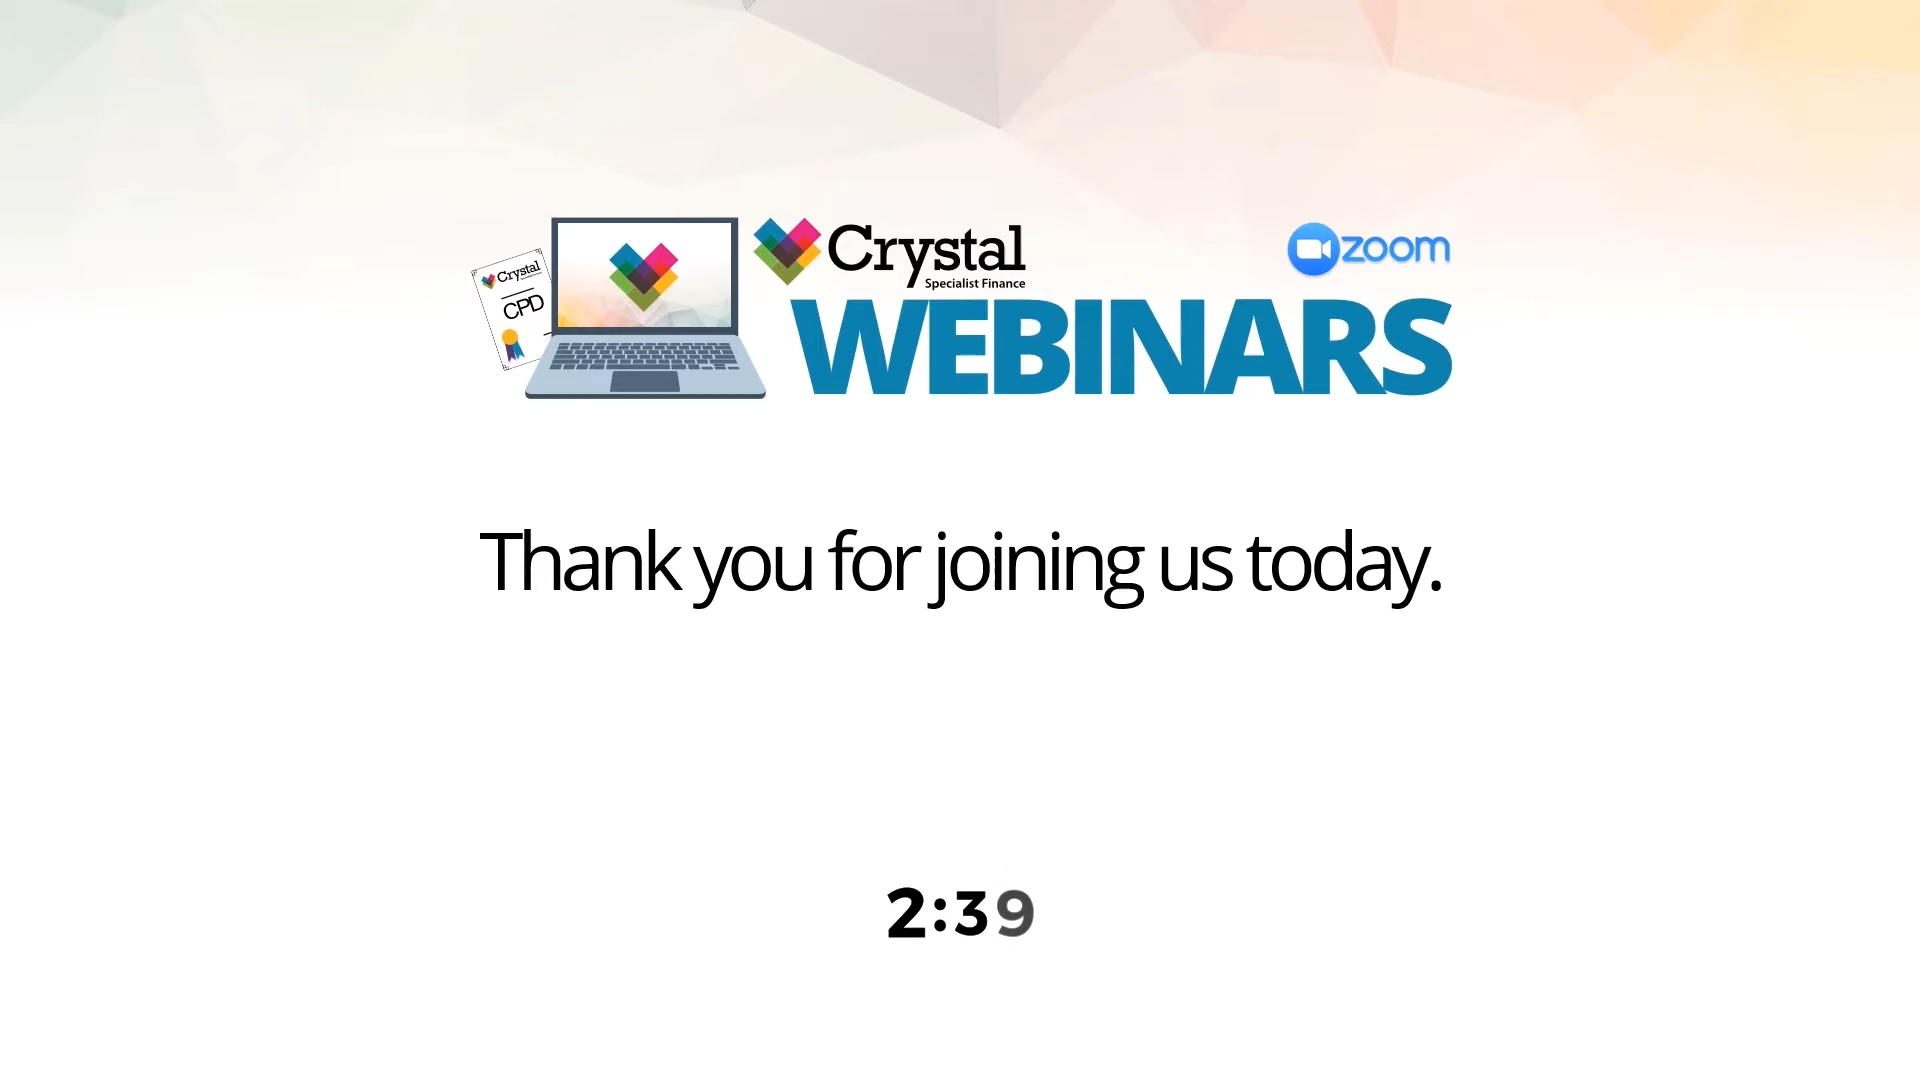 Crystal
CPD
Crystal
Specialist Finance
zoom
WEBINARS
Thank you for joining us today.
2:39